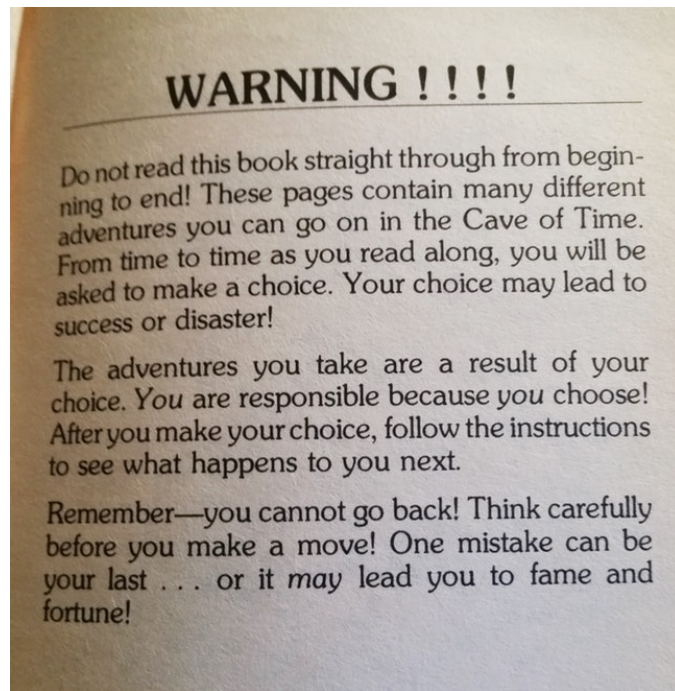 WARNING ! ! ! !
Do not read this book straight through from begin-
ning to end! These pages contain many different
adventures you can go on in the Cave of Time.
From time to time as you read along, you will be
asked to make a choice. Your choice may lead to
success or disaster!
The adventures you take are a result of your
choice. You are responsible because you choose!
After you make your choice, follow the instructions
to see what happens to you next.
Remember—you cannot go back! Think carefully
before you make a move! One mistake can be
your last . . . or it may lead you to fame and
fortune!